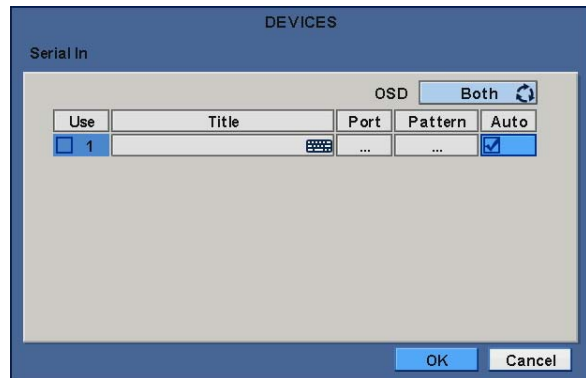 DEVICES
Serial In
OSD Both
Use Title Port Pattern Auto
1 ... ...
OK Cancel